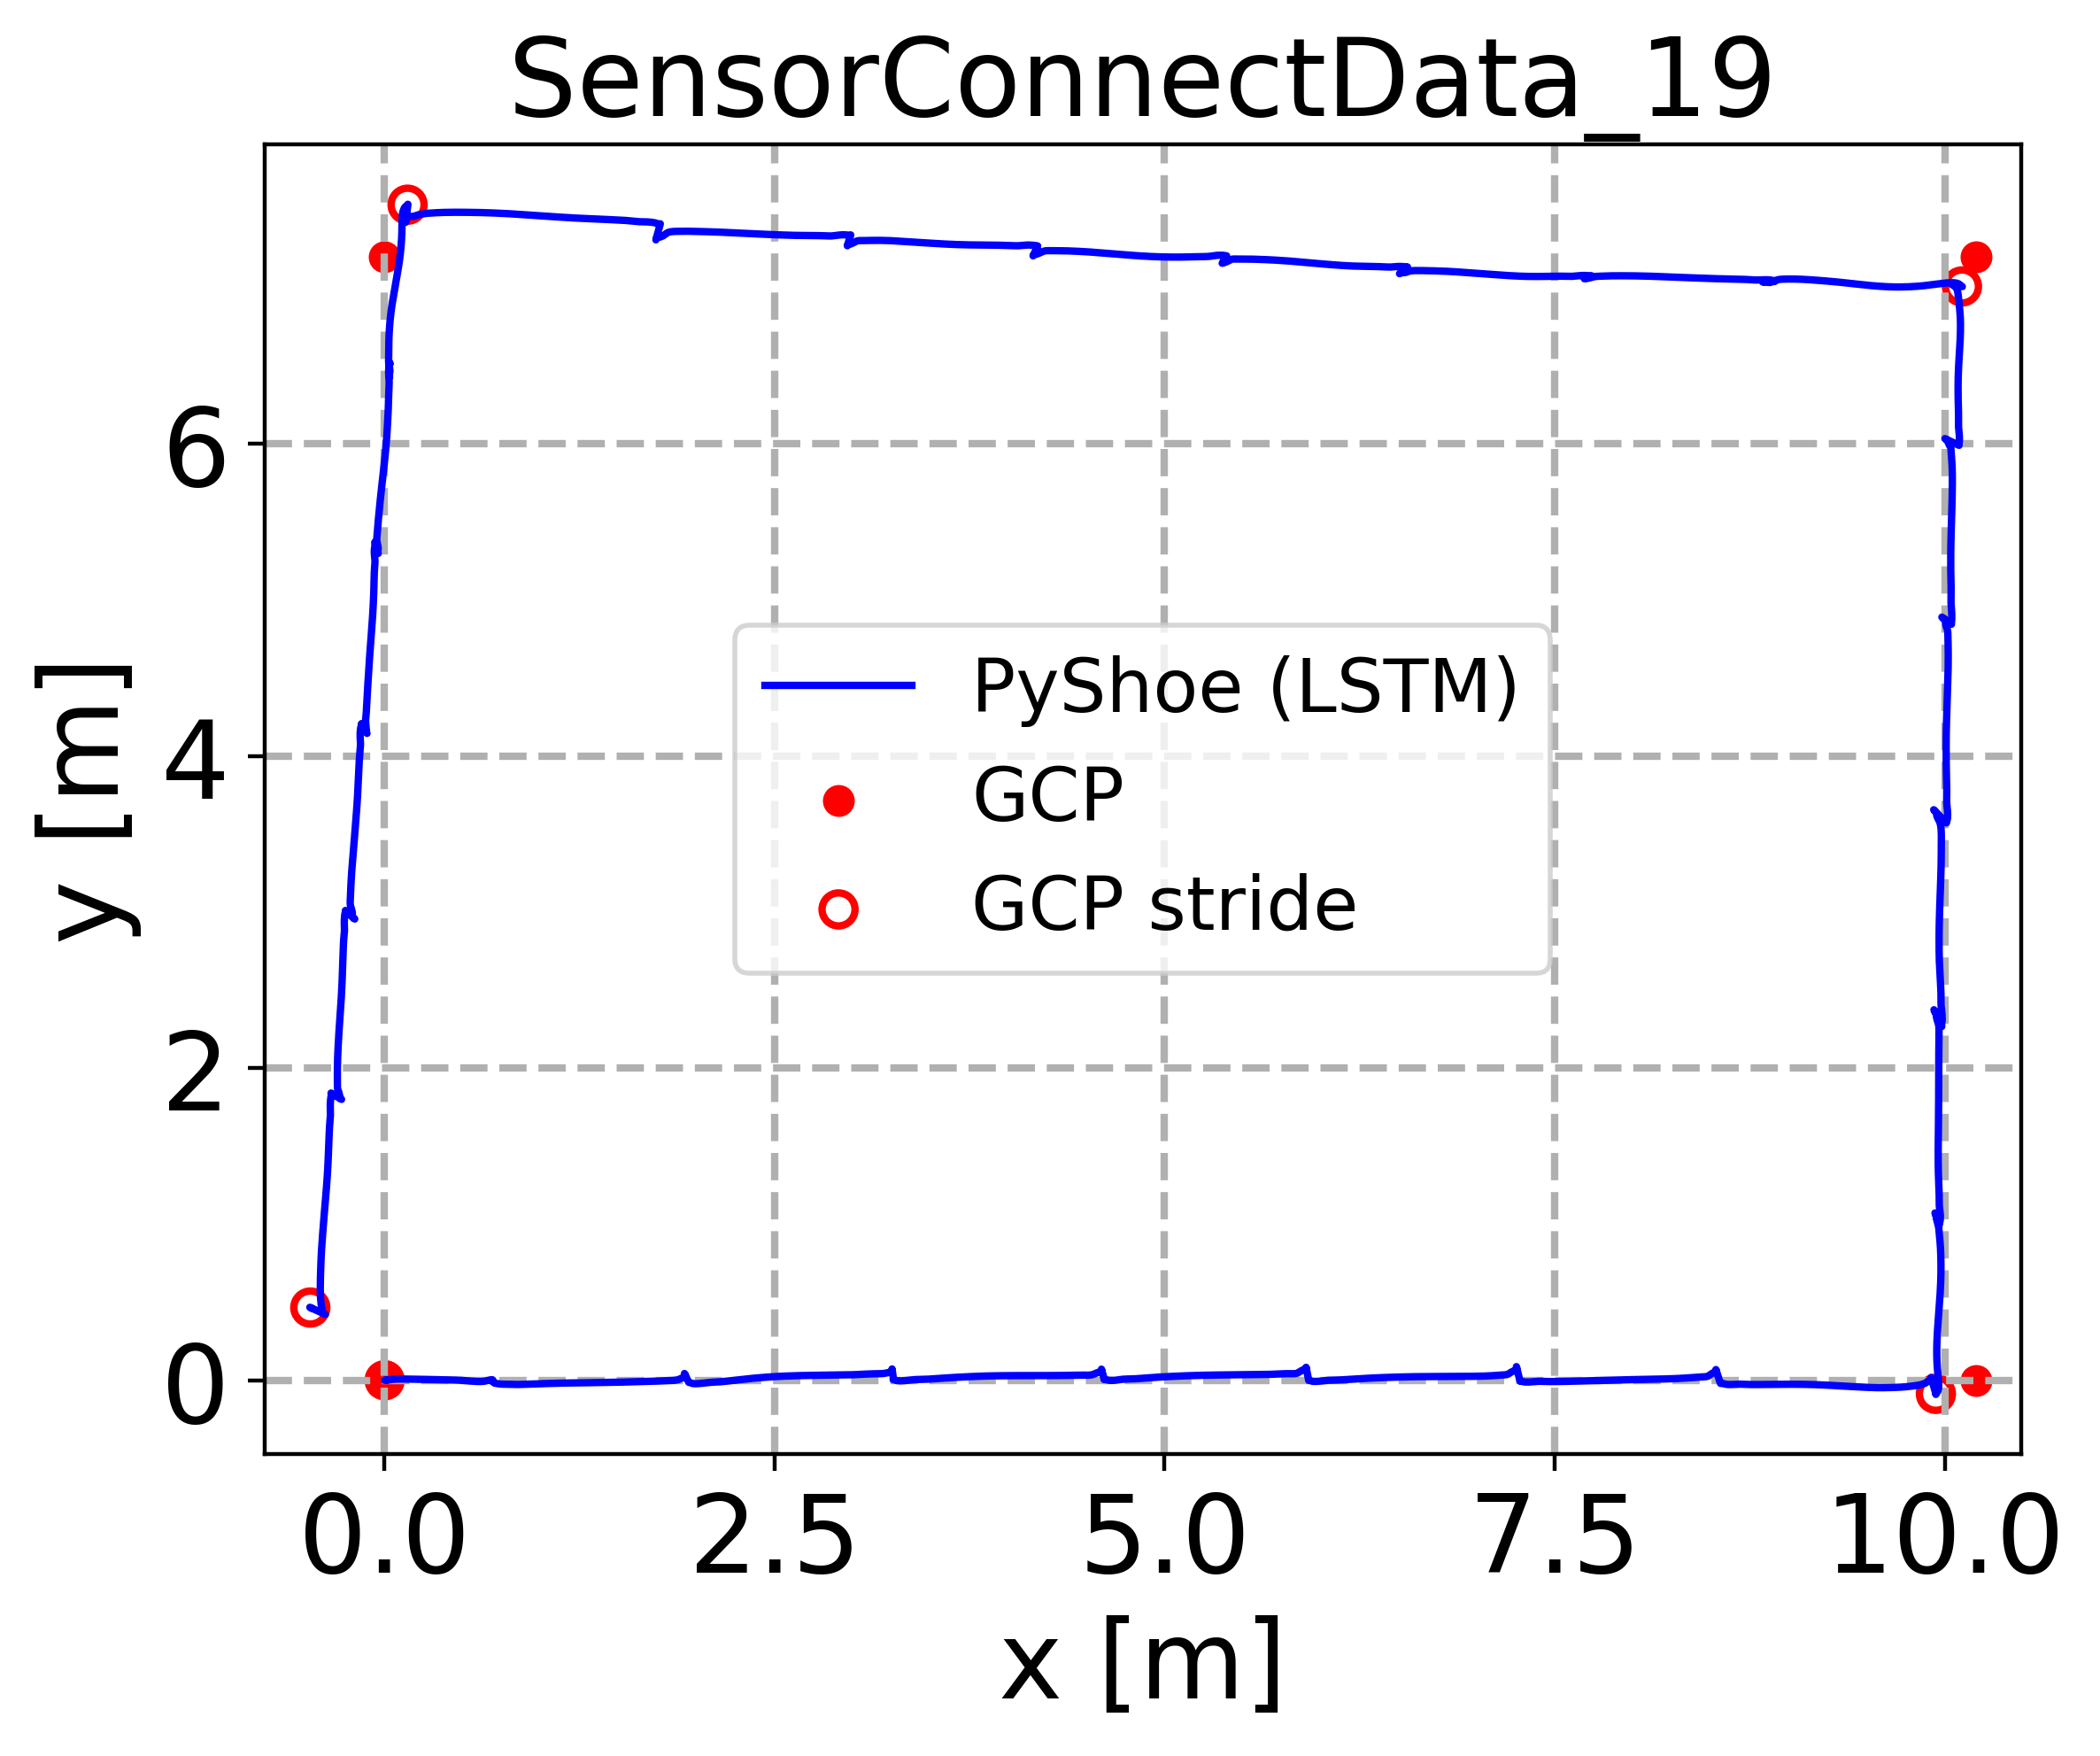 SensorConnectData_19
y [m]
6
4
2
0
PyShoe (LSTM)
GCP
GCP stride
0.0 2.5 5.0 7.5 10.0
x [m]